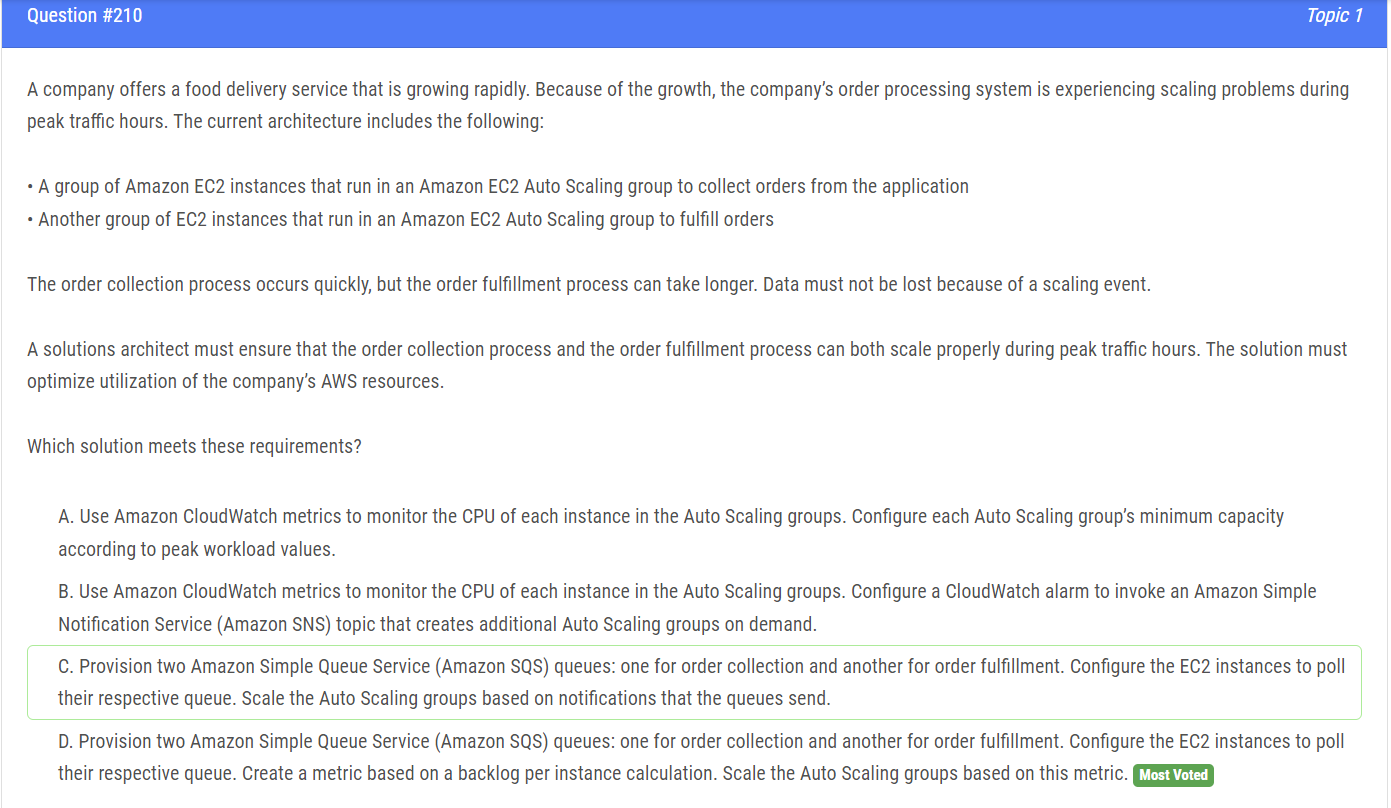 Question #210
Topic 1
A company offers a food delivery service that is growing rapidly. Because of the growth, the company’s order processing system is experiencing scaling problems during
peak traffic hours. The current architecture includes the following:
• A group of Amazon EC2 instances that run in an Amazon EC2 Auto Scaling group to collect orders from the application
• Another group of EC2 instances that run in an Amazon EC2 Auto Scaling group to fulfill orders
The order collection process occurs quickly, but the order fulfillment process can take longer. Data must not be lost because of a scaling event.
A solutions architect must ensure that the order collection process and the order fulfillment process can both scale properly during peak traffic hours. The solution must
optimize utilization of the company’s AWS resources.
Which solution meets these requirements?
A. Use Amazon CloudWatch metrics to monitor the CPU of each instance in the Auto Scaling groups. Configure each Auto Scaling group’s minimum capacity
according to peak workload values.
B. Use Amazon CloudWatch metrics to monitor the CPU of each instance in the Auto Scaling groups. Configure a CloudWatch alarm to invoke an Amazon Simple
Notification Service (Amazon SNS) topic that creates additional Auto Scaling groups on demand.
C. Provision two Amazon Simple Queue Service (Amazon SQS) queues: one for order collection and another for order fulfillment. Configure the EC2 instances to poll
their respective queue. Scale the Auto Scaling groups based on notifications that the queues send.
D. Provision two Amazon Simple Queue Service (Amazon SQS) queues: one for order collection and another for order fulfillment. Configure the EC2 instances to poll
their respective queue. Create a metric based on a backlog per instance calculation. Scale the Auto Scaling groups based on this metric. Most Voted